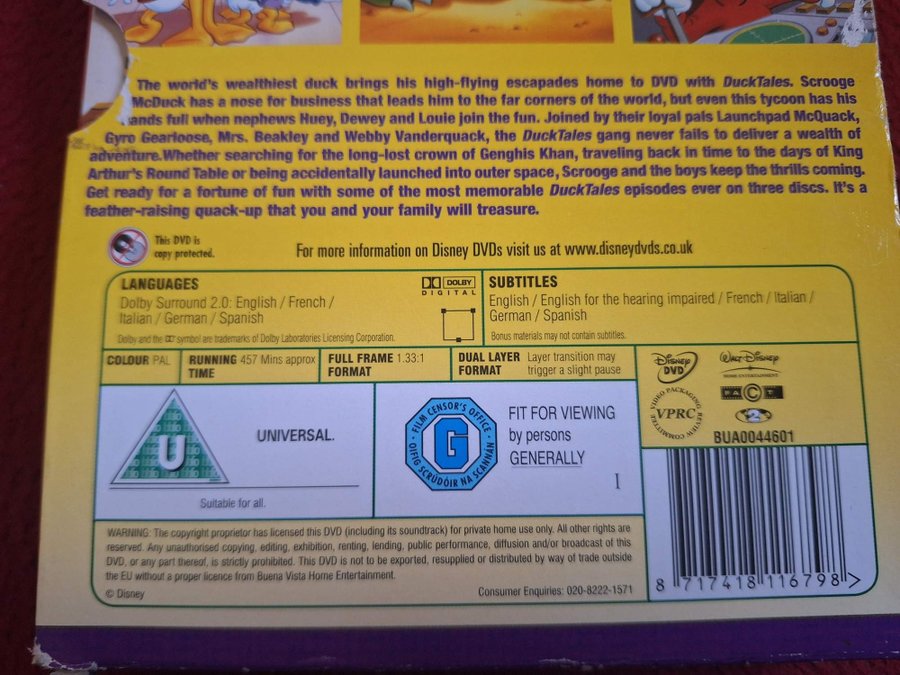 The world's wealthiest duck brings his high-flying escapades home to DVD with DuckTales. Scrooge
McDuck has a nose for business that leads him to the far corners of the world, but even this tycoon has his
ands full when nephews Huey, Dewey and Louie join the fun. Joined by their loyal pals Launchpad McQuack,
Gyro Gearloose, Mrs. Beakley and Webby Vanderquack, the DuckTales gang never fails to deliver a wealth of
adventure.Whether searching for the long-lost crown of Genghis Khan, traveling back in time to the days of King
Arthur's Round Table or being accidentally launched into outer space, Scrooge and the boys keep the thrills coming.
Get ready for a fortune of fun with some of the most memorable DuckTales episodes ever on three discs. It's a
feather-raising quack-up that you and your family will treasure.
This DVD is
copy protected.
For more information on Disney DVDs visit us at www.disneydvds.co.uk
LANGUAGES
Dolby Surround 2.0: English / French /
Italian / German / Spanish
Dolby and the DD symbol are trademarks of Dolby Laboratories Licensing Corporation.
DOLBY
DIGITAL
SUBTITLES
English / English for the hearing impaired / French / Italian /
German / Spanish
Bonus materials may not contain subtitles.
COLOUR PAL
RUNNING 457 Mins approx
TIME
FULL FRAME 1.33:1
FORMAT
DUAL LAYER Layer transition may
FORMAT trigger a slight pause
Disney
DVD
WALT DISNEY
HOME ENTERTAINMENT
VIDEO PACKAGING
REVIEW COMMITTEE
VPRC
FACT
2
BUA0044601
U
UNIVERSAL.
Suitable for all.
FILM CENSOR'S OFFICE
G
OIFIG SCRÚDÓIR NA SCANNÁN
FIT FOR VIEWING
by persons
GENERALLY
I
WARNING: The copyright proprietor has licensed this DVD (including its soundtrack) for private home use only. All other rights are
reserved. Any unauthorised copying, editing, exhibition, renting, lending, public performance, diffusion and/or broadcast of this
DVD, or any part thereof, is strictly prohibited. This DVD is not to be exported, resupplied or distributed by way of trade outside
the EU without a proper licence from Buena Vista Home Entertainment.
© Disney
Consumer Enquiries: 020-8222-1571
8 717418 116798 >